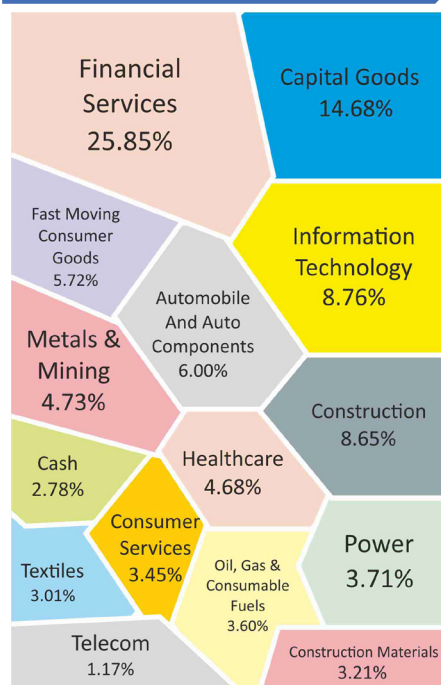 Financial
Services
25.85%
Capital Goods
14.68%
Fast Moving
Consumer
Goods
5.72%
Information
Technology
8.76%
Automobile
And Auto
Components
6.00%
Metals &
Mining
4.73%
Construction
8.65%
Cash
2.78%
Healthcare
4.68%
Consumer
Services
3.45%
Power
3.71%
Textiles
3.01%
Oil, Gas &
Consumable
Fuels
3.60%
Telecom
1.17%
Construction Materials
3.21%